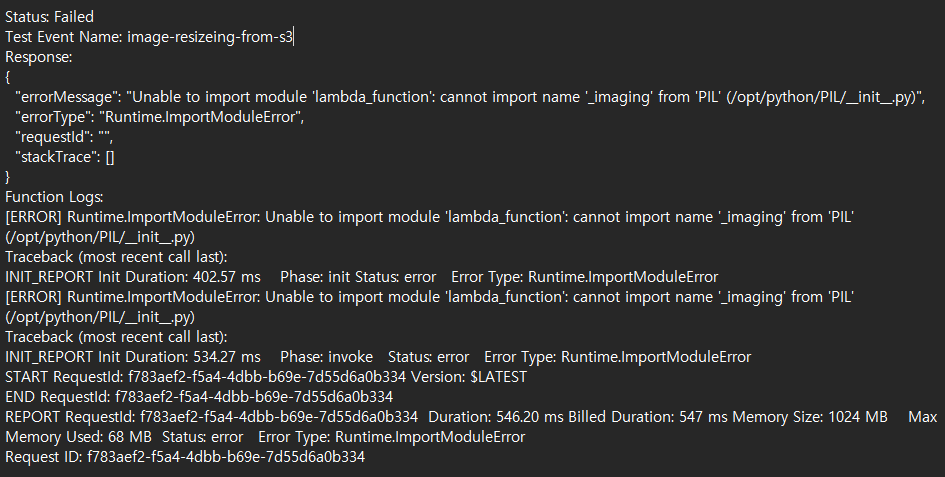 Status: Failed
Test Event Name: image-resizeing-from-s3
Response:
{
  "errorMessage": "Unable to import module 'lambda_function': cannot import name '_imaging' from 'PIL' (/opt/python/PIL/__init__.py)",
  "errorType": "Runtime.ImportModuleError",
  "requestId": "",
  "stackTrace": []
}
Function Logs:
[ERROR] Runtime.ImportModuleError: Unable to import module 'lambda_function': cannot import name '_imaging' from 'PIL'
(/opt/python/PIL/__init__.py)
Traceback (most recent call last):
INIT_REPORT Init Duration: 402.57 ms    Phase: init Status: error   Error Type: Runtime.ImportModuleError
[ERROR] Runtime.ImportModuleError: Unable to import module 'lambda_function': cannot import name '_imaging' from 'PIL'
(/opt/python/PIL/__init__.py)
Traceback (most recent call last):
INIT_REPORT Init Duration: 534.27 ms    Phase: invoke   Status: error   Error Type: Runtime.ImportModuleError
START RequestId: f783aef2-f5a4-4dbb-b69e-7d55d6a0b334 Version: $LATEST
END RequestId: f783aef2-f5a4-4dbb-b69e-7d55d6a0b334
REPORT RequestId: f783aef2-f5a4-4dbb-b69e-7d55d6a0b334  Duration: 546.20 ms Billed Duration: 547 ms Memory Size: 1024 MB    Max
Memory Used: 68 MB  Status: error   Error Type: Runtime.ImportModuleError
Request ID: f783aef2-f5a4-4dbb-b69e-7d55d6a0b334